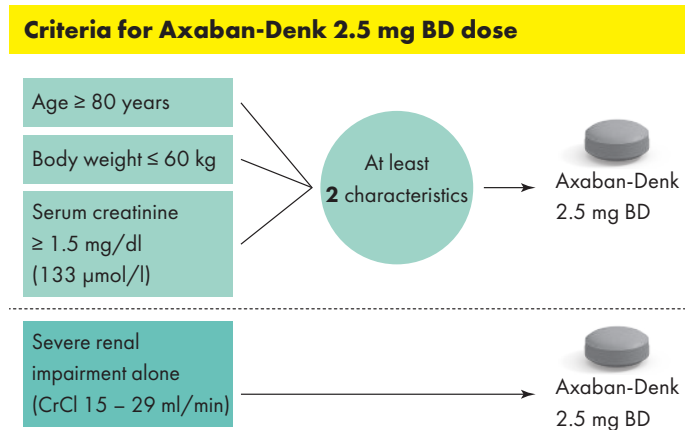 Criteria for Axaban-Denk 2.5 mg BD dose
Age ≥ 80 years
Body weight ≤ 60 kg
Serum creatinine
≥ 1.5 mg/dl
(133 μmol/l)
At least
2 characteristics
Axaban-Denk
2.5 mg BD
Severe renal
impairment alone
(CrCl 15 – 29 ml/min)
Axaban-Denk
2.5 mg BD